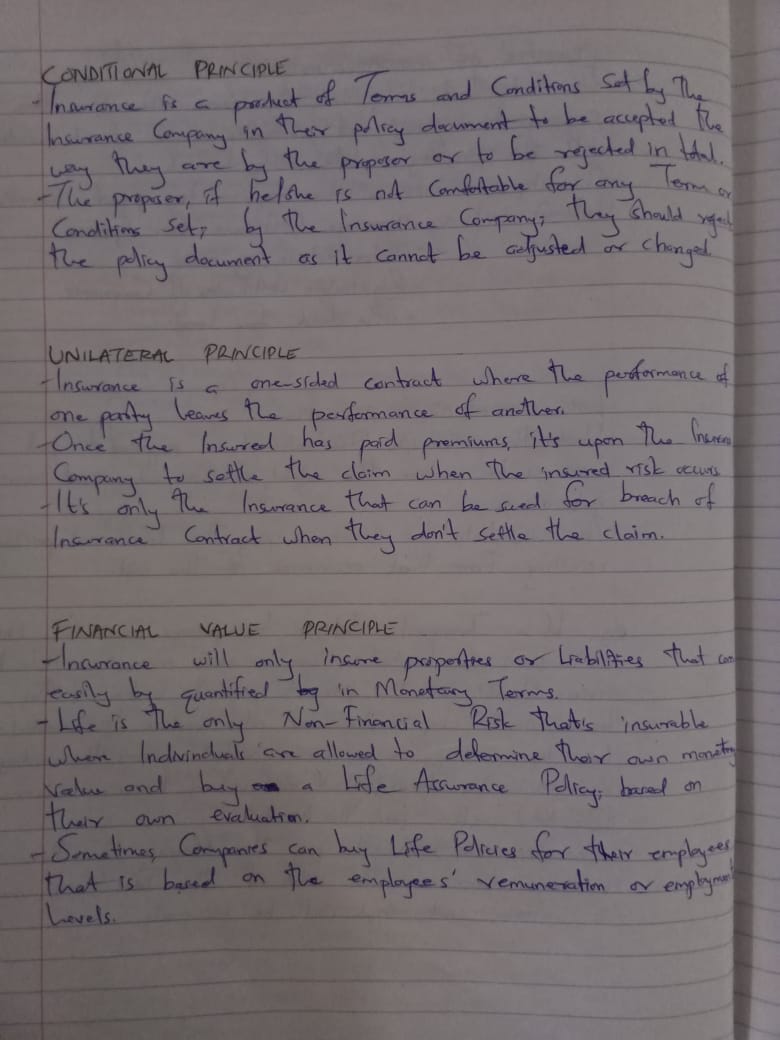 CONDITIONAL PRINCIPLE
- Insurance is a product of Terms and Conditions Set by The
Insurance Company in their policy document to be accepted the
way they are by the proposer or to be rejected in total.
- The proposer, if he/she is not Comfortable for any Term or
Conditions set, by the Insurance Company, they should reject
the policy document as it cannot be adjusted or changed
UNILATERAL PRINCIPLE
- Insurance is a one-sided contract where the performance of
one party leaves the performance of another.
- Once the Insured has paid premiums, it's upon the
Company to settle the claim when the insured risk occurs
- It's only the Insurance that can be sued for breach of
Insurance Contract when they don't settle the claim.
FINANCIAL VALUE PRINCIPLE
- Insurance will only insure properties or Liabilities that can
easily by quantified in Monetary Terms.
- Life is the only Non-Financial Risk that's insurable
where Individuals are allowed to determine their own monetry
value and buy a Life Assurance Policy, based on
their own evaluation.
- Sometimes, Companies can buy Life Policies for their employees
that is based on the employees' remuneration or employment
Levels.